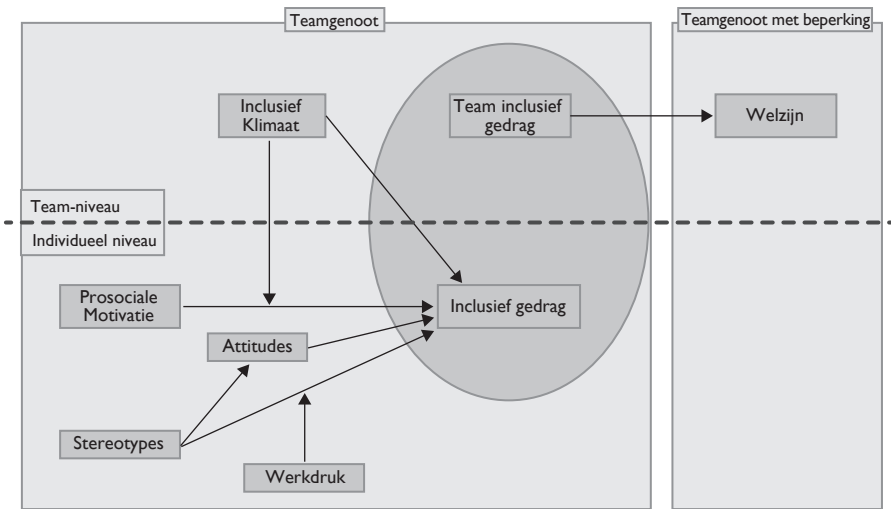 Teamgenoot
Teamgenoot met beperking
Inclusief
Klimaat
Team inclusief
gedrag
Welzijn
Team-niveau
Individueel niveau
Prosociale
Motivatie
Inclusief gedrag
Attitudes
Stereotypes
Werkdruk